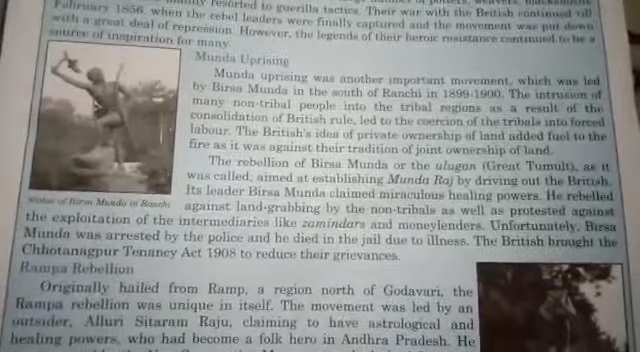 resorted to guerilla tactics. Their war with the British continued till
February 1856, when the rebel leaders were finally captured and the movement was put down
with a great deal of repression. However, the legends of their heroic resistance continued to be a
source of inspiration for many.
Munda Uprising
Munda uprising was another important movement, which was led
by Birsa Munda in the south of Ranchi in 1899-1900. The intrusion of
many non-tribal people into the tribal regions as a result of the
consolidation of British rule, led to the coercion of the tribals into forced
labour. The British's idea of private ownership of land added fuel to the
fire as it was against their tradition of joint ownership of land.
The rebellion of Birsa Munda or the ulugan (Great Tumult), as it
was called, aimed at establishing Munda Raj by driving out the British.
Its leader Birsa Munda claimed miraculous healing powers. He rebelled
Statue of Birsa Munda in Ranchi
against land-grabbing by the non-tribals as well as protested against
the exploitation of the intermediaries like zamindars and moneylenders. Unfortunately, Birsa
Munda was arrested by the police and he died in the jail due to illness. The British brought the
Chhotanagpur Tenancy Act 1908 to reduce their grievances.
Rampa Rebellion
Originally hailed from Ramp, a region north of Godavari, the
Rampa rebellion was unique in itself. The movement was led by an
outsider, Alluri Sitaram Raju, claiming to have astrological and
healing powers, who had become a folk hero in Andhra Pradesh. He